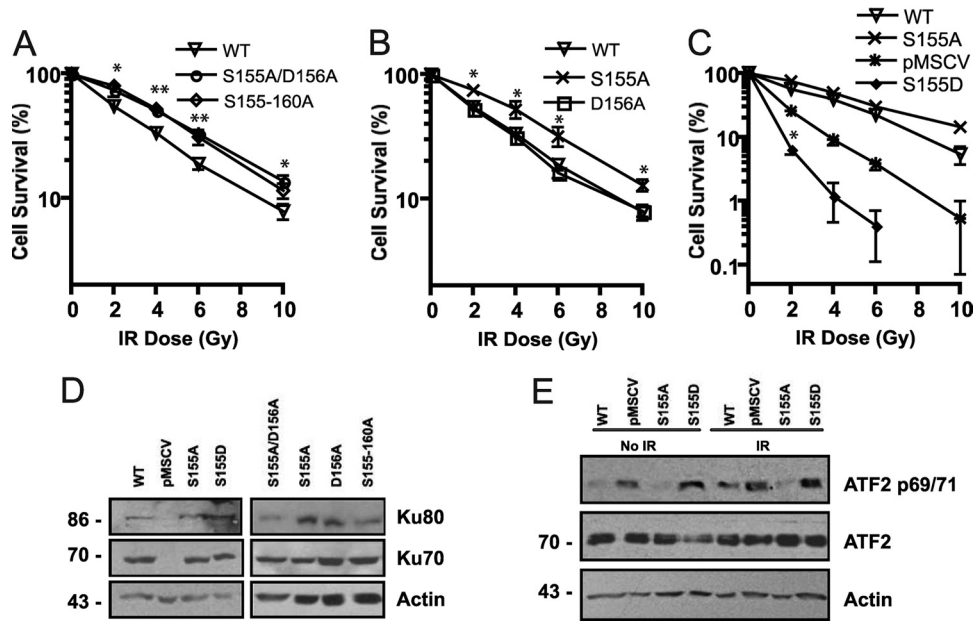 A
WT
S155A/D156A
S155-160A
Cell Survival (%)
100
10
* ** ** *
0 2 4 6 8 10
IR Dose (Gy)
B
WT
S155A
D156A
Cell Survival (%)
100
10
* * * *
0 2 4 6 8 10
IR Dose (Gy)
C
WT
S155A
pMSCV
S155D
Cell Survival (%)
100
10
1
0.1
*
0 2 4 6 8 10
IR Dose (Gy)
D
WT pMSCV S155A S155D
S155A/D156A S155A D156A S155-160A
86 - Ku80
70 - Ku70
43 - Actin
E
WT pMSCV S155A S155D WT pMSCV S155A S155D
No IR IR
ATF2 p69/71
70 - ATF2
43 - Actin